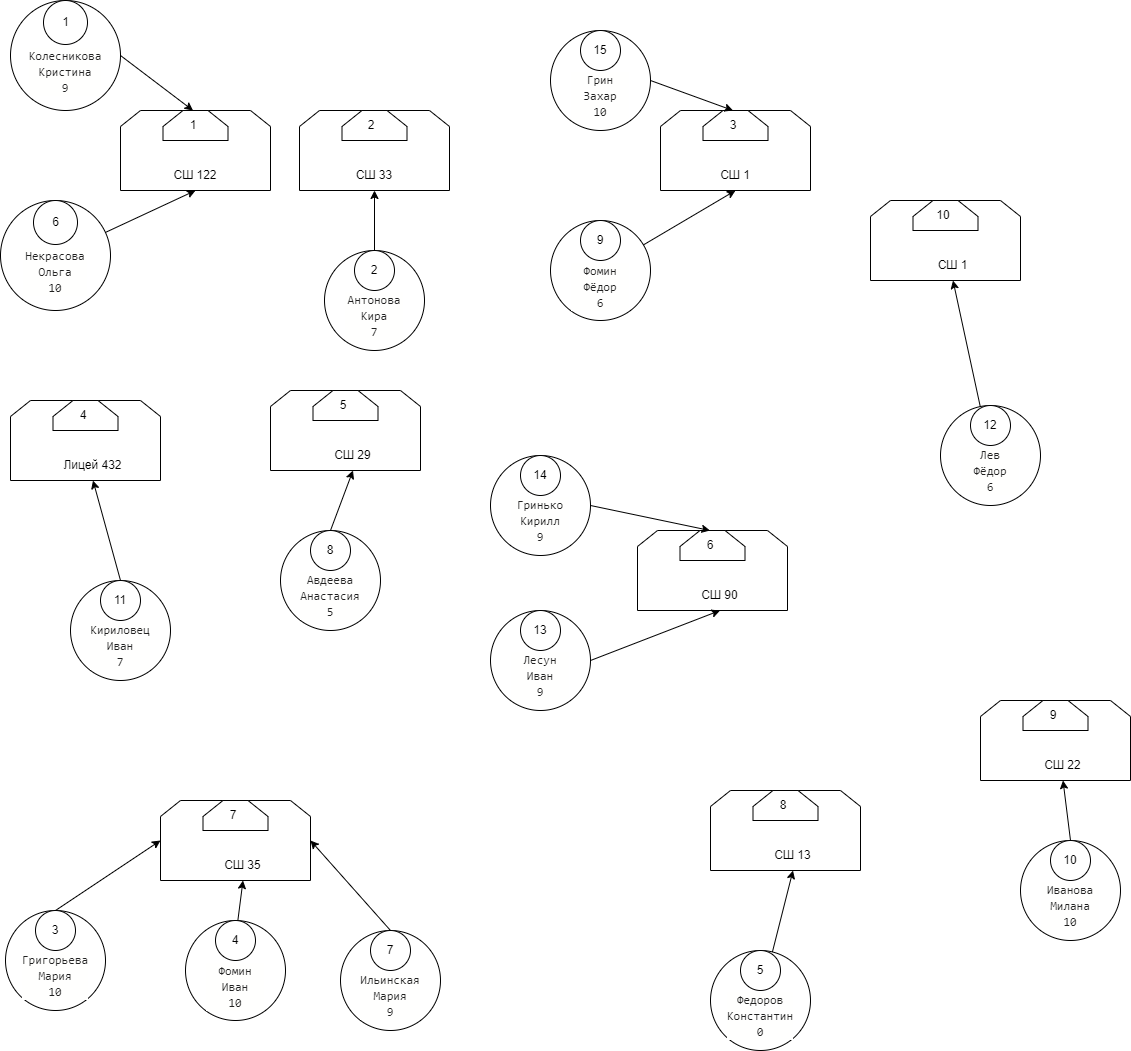 1
Колесникова
Кристина
9
1
СШ 122
6
Некрасова
Ольга
10
2
СШ 33
2
Антонова
Кира
7
15
Грин
Захар
10
3
СШ 1
9
Фомин
Фёдор
6
10
СШ 1
12
Лев
Фёдор
6
4
Лицей 432
11
Кириловец
Иван
7
5
СШ 29
8
Авдеева
Анастасия
5
14
Гринько
Кирилл
9
6
СШ 90
13
Лесун
Иван
9
7
СШ 35
3
Григорьева
Мария
10
4
Фомин
Иван
10
7
Ильинская
Мария
9
8
СШ 13
5
Федоров
Константин
0
9
СШ 22
10
Иванова
Милана
10